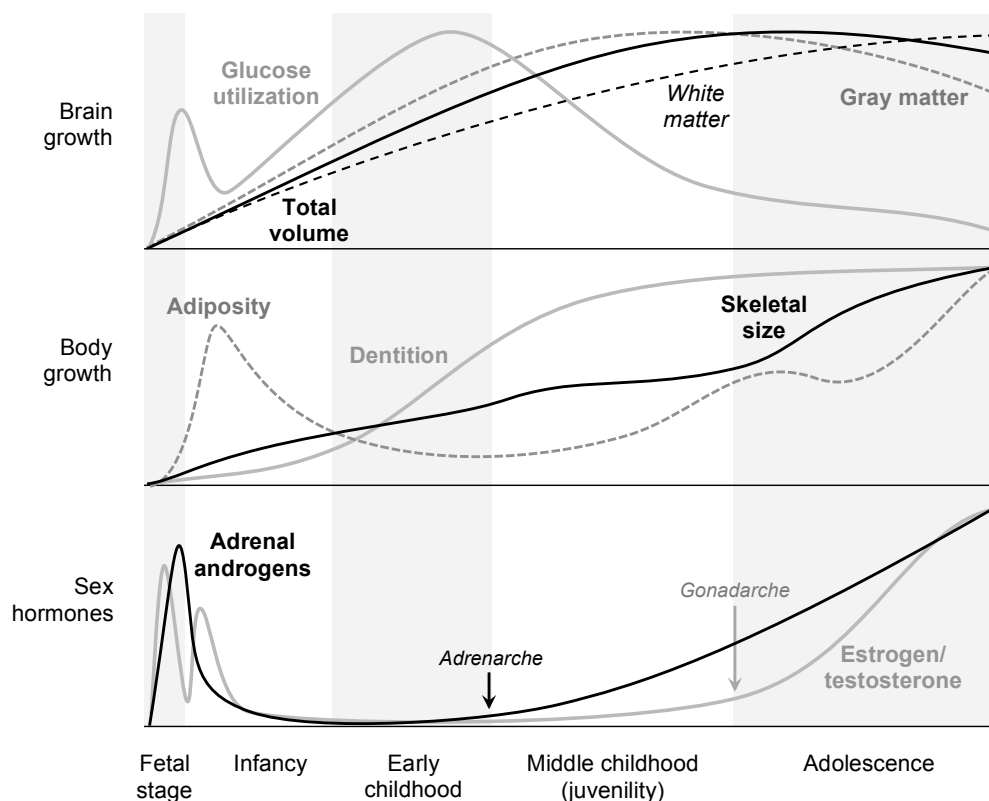 Brain
growth
Glucose
utilization
White
matter
Gray matter
Total
volume
Body
growth
Adiposity
Dentition
Skeletal
size
Sex
hormones
Adrenal
androgens
Adrenarche
Gonadarche
Estrogen/
testosterone
Fetal
stage
Infancy
Early
childhood
Middle childhood
(juvenility)
Adolescence